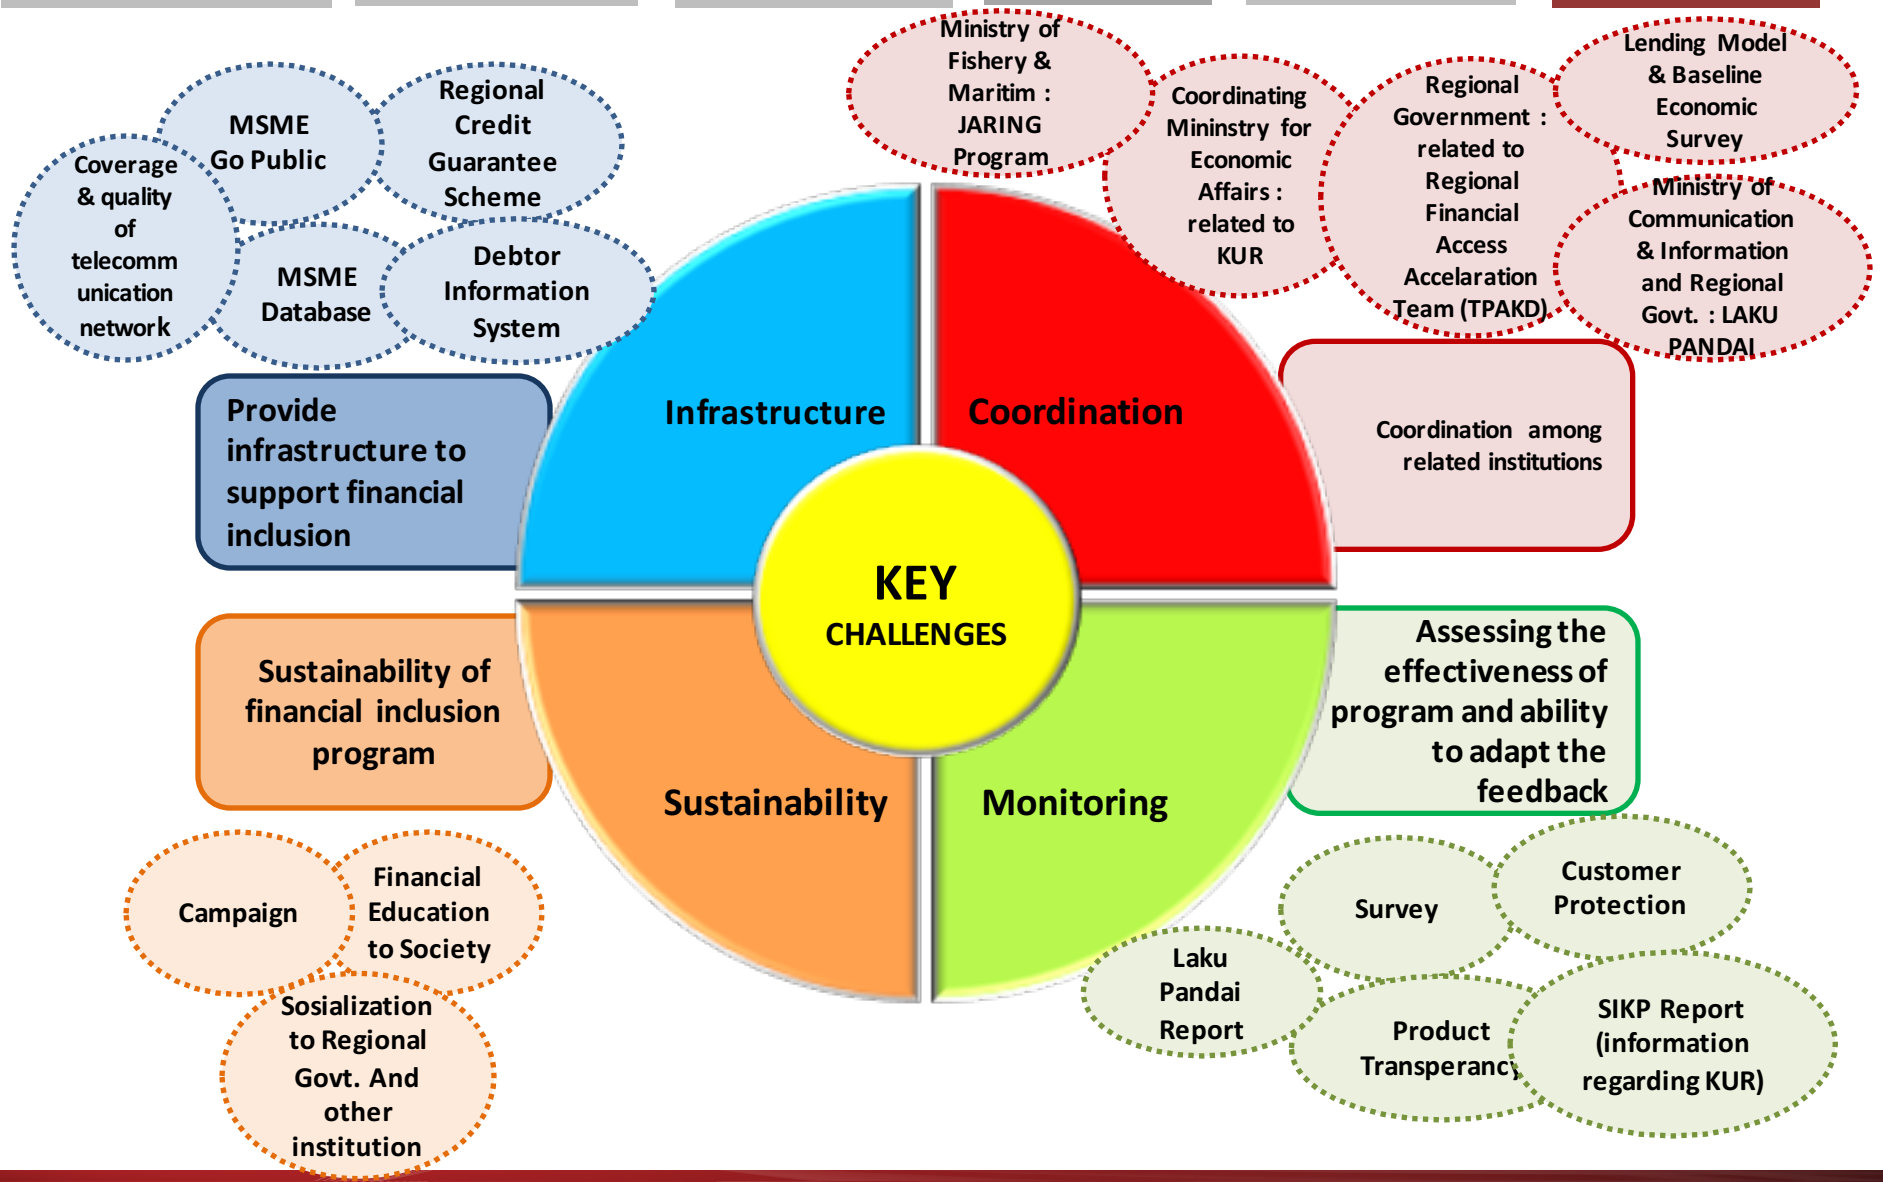 MSME
Go Public
Regional
Credit
Guarantee
Scheme
Coverage
& quality
of
telecomm
unication
network
MSME
Database
Debtor
Information
System
Ministry of
Fishery &
Maritim :
JARING
Program
Coordinating
Mininstry for
Economic
Affairs :
related to
KUR
Regional
Government :
related to
Regional
Financial
Access
Accelaration
Team (TPAKD)
Lending Model
& Baseline
Economic
Survey
Ministry of
Communication
& Information
and Regional
Govt. : LAKU
PANDAI
Provide
infrastructure to
support financial
inclusion
Infrastructure
Coordination
Coordination among
related institutions
KEY
CHALLENGES
Sustainability of
financial inclusion
program
Sustainability
Monitoring
Assessing the
effectiveness of
program and ability
to adapt the
feedback
Campaign
Financial
Education
to Society
Sosialization
to Regional
Govt. And
other
institution
Survey
Customer
Protection
Laku
Pandai
Report
Product
Transperancy
SIKP Report
(information
regarding KUR)